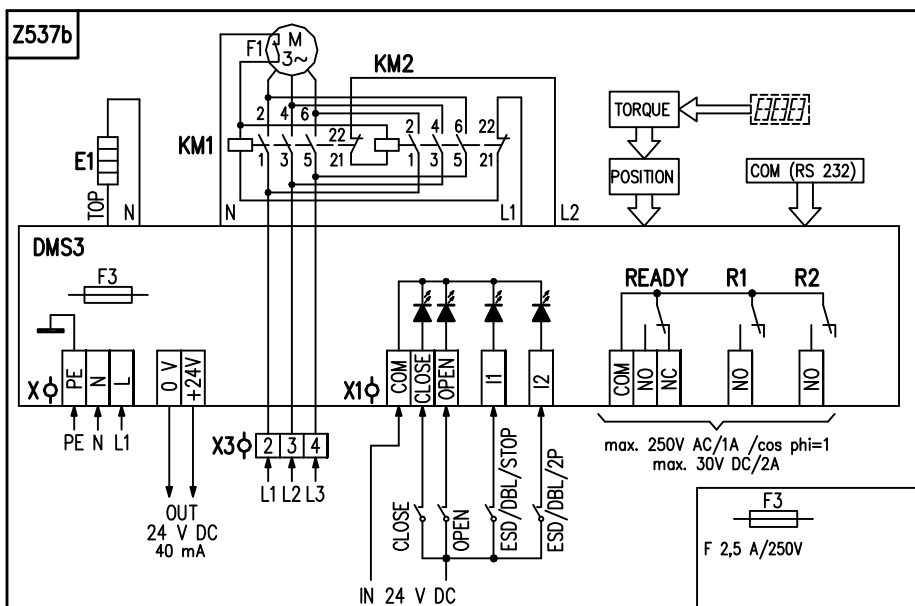 Z537b
F1
M
3~
KM2
TORQUE
POSITION
COM (RS 232)
E1
TOP
N
N
KM1
2 4 6
22
1 3 5
21
2 4 6
22
1 3 5
21
L1
L2
DMS3
F3
X
PE
N
L
0 V
+24V
PE N L1
OUT
24 V DC
40 mA
X3
2 3 4
L1 L2 L3
X1
COM
CLOSE
OPEN
I1
I2
CLOSE
OPEN
ESD/DBL/STOP
ESD/DBL/2P
IN 24 V DC
READY R1 R2
COM
NO
NC
NO
NO
max. 250V AC/1A /cos phi=1
max. 30V DC/2A
F3
F 2,5 A/250V